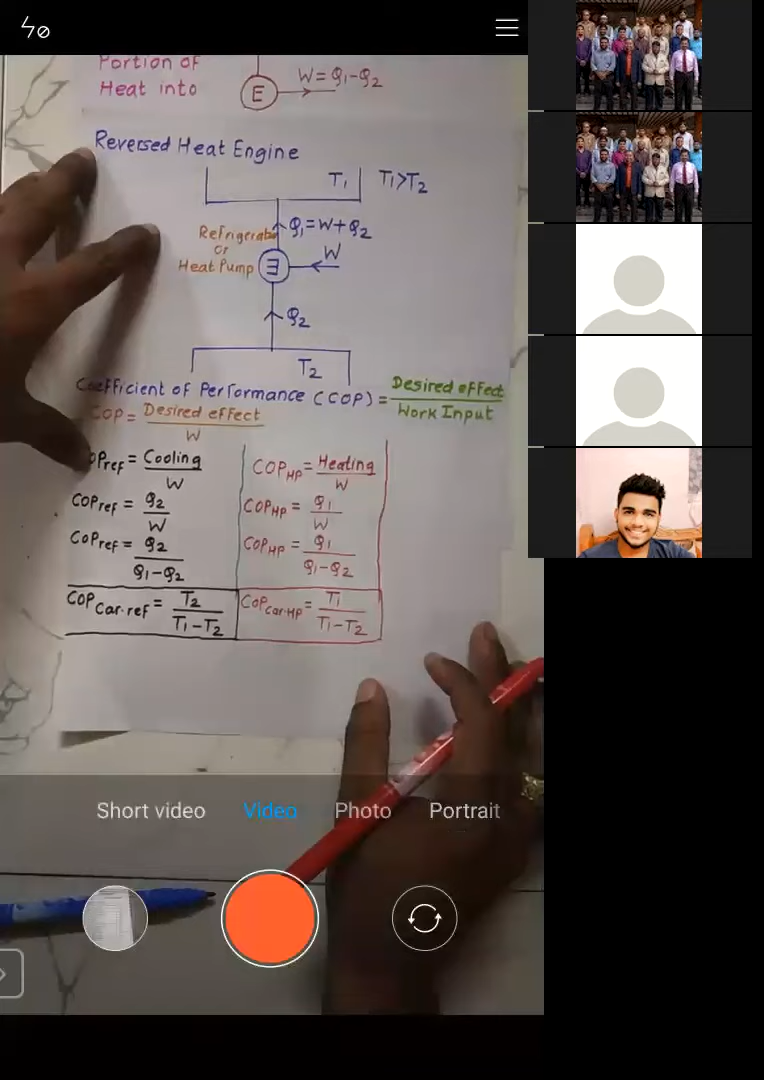 Portion of
Heat into
W = Q1-Q2
E
Reversed Heat Engine
T1 T1>T2
Q1=W+Q2
Refrigerator
or
Heat Pump
E
W
Q2
T2
Coefficient of Performance (COP) = Desired effect / Work Input
COP = Desired effect / W
COPref = Cooling / W
COPHP = Heating / W
COPref = Q2 / W
COPHP = Q1 / W
COPref = Q2 / Q1-Q2
COPHP = Q1 / Q1-Q2
COPCar.ref = T2 / T1-T2
COPCar.HP = T1 / T1-T2
Short video Video Photo Portrait